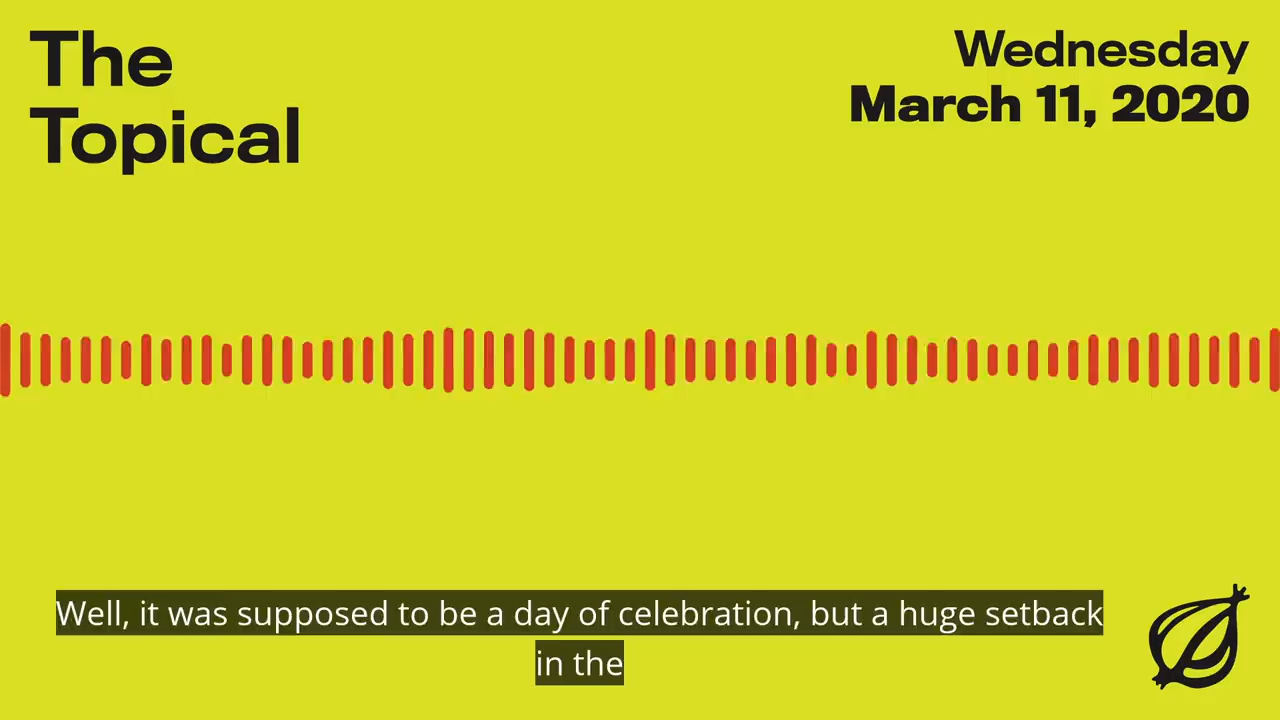 The
Topical
Wednesday
March 11, 2020
Well, it was supposed to be a day of celebration, but a huge setback
in the